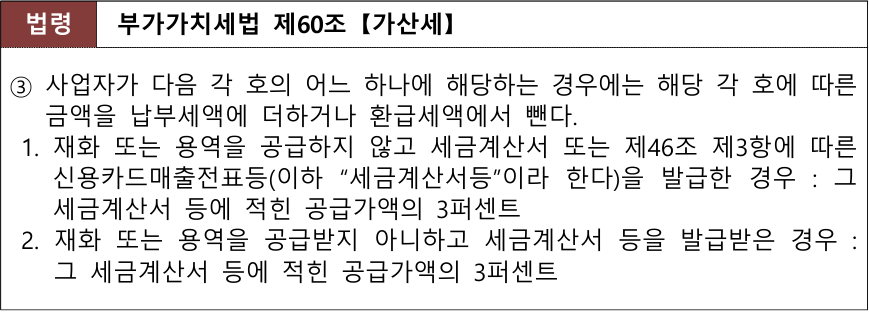 법령 부가가치세법 제60조【가산세】
③ 사업자가 다음 각 호의 어느 하나에 해당하는 경우에는 해당 각 호에 따른
금액을 납부세액에 더하거나 환급세액에서 뺀다.
1. 재화 또는 용역을 공급하지 않고 세금계산서 또는 제46조 제3항에 따른
신용카드매출전표등(이하 “세금계산서등”이라 한다)을 발급한 경우 : 그
세금계산서 등에 적힌 공급가액의 3퍼센트
2. 재화 또는 용역을 공급받지 아니하고 세금계산서 등을 발급받은 경우 :
그 세금계산서 등에 적힌 공급가액의 3퍼센트